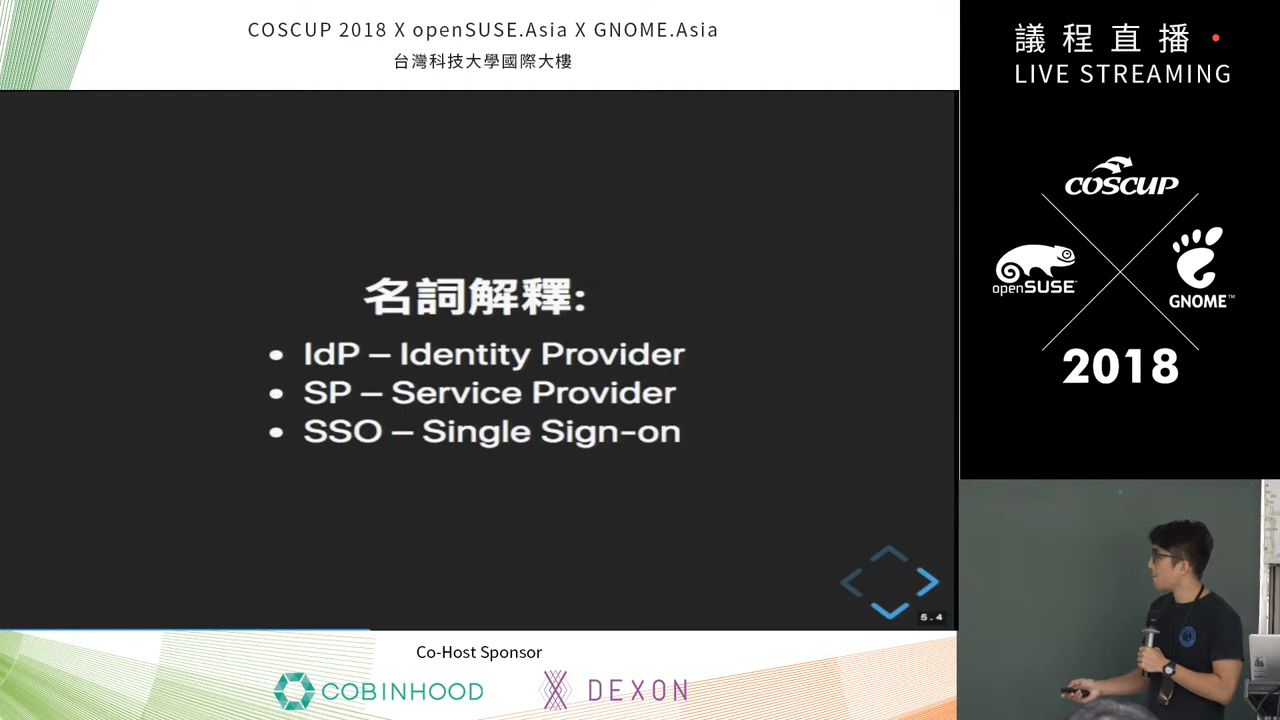 COSCUP 2018 X openSUSE.Asia X GNOME.Asia
台灣科技大學國際大樓
議程直播
LIVE STREAMING
COSCUP
openSUSE
GNOME™
2018
名詞解釋:
• IdP – Identity Provider
• SP – Service Provider
• SSO – Single Sign-on
5.4
Co-Host Sponsor
COBINHOOD
DEXON